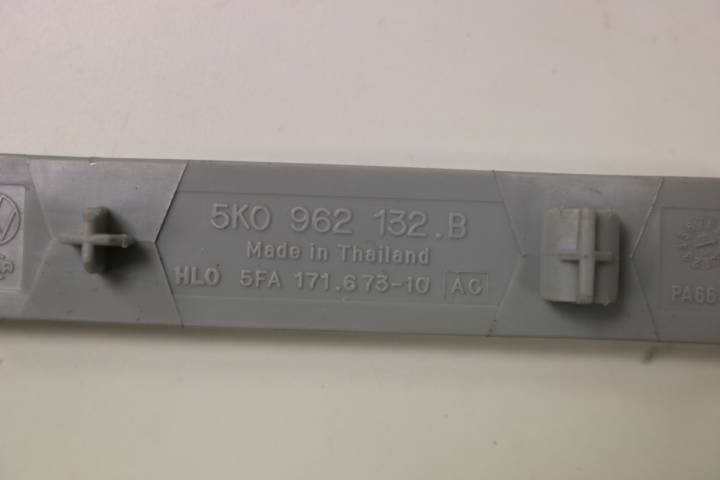 5K0 962 132.B
Made in Thailand
HLO 5FA 171.673-10 AC
PA66